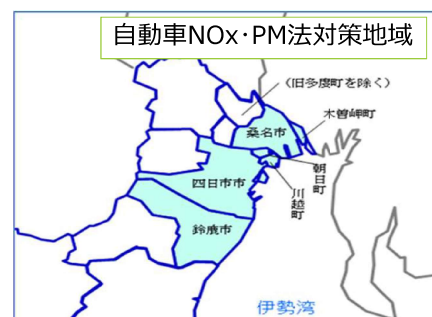 自動車NOx･PM法対策地域
(旧多度町を除く)
木曽岬町
桑名市
朝日町
川越町
四日市市
鈴鹿市
伊勢湾